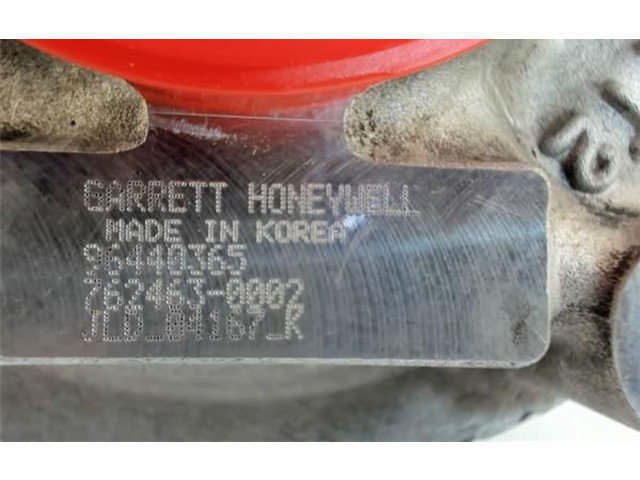 GARRETT HONEYWELL
MADE IN KOREA
96440365
762463-0002
JLD_04167_R